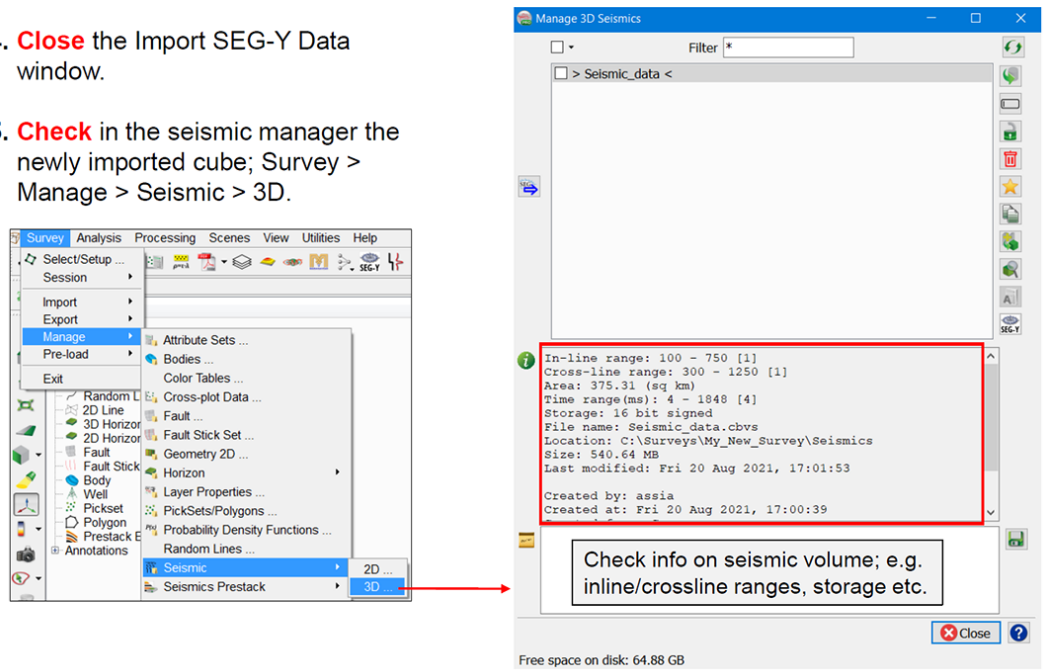 . Close the Import SEG-Y Data
window.
. Check in the seismic manager the
newly imported cube; Survey >
Manage > Seismic > 3D.
Survey Analysis Processing Scenes View Utilities Help
Select/Setup ...
Session
Import
Export
Manage
Pre-load
Exit
SEG-Y
Attribute Sets ...
Bodies ...
Color Tables ...
Cross-plot Data ...
Fault ...
Fault Stick Set ...
Geometry 2D ...
Horizon
Layer Properties ...
PickSets/Polygons ...
Probability Density Functions ...
Random Lines ...
Seismic
Seismics Prestack
2D ...
3D ...
Random L
2D Line
3D Horizor
2D Horizor
Fault
Fault Stick
Body
Well
Pickset
Polygon
Prestack E
Annotations
Manage 3D Seismics
Filter *
> Seismic_data <
SEG-Y
In-line range: 100 - 750 [1]
Cross-line range: 300 - 1250 [1]
Area: 375.31 (sq km)
Time range(ms): 4 - 1848 [4]
Storage: 16 bit signed
File name: Seismic_data.cbvs
Location: C:\Surveys\My_New_Survey\Seismics
Size: 540.64 MB
Last modified: Fri 20 Aug 2021, 17:01:53
Created by: assia
Created at: Fri 20 Aug 2021, 17:00:39
Check info on seismic volume; e.g.
inline/crossline ranges, storage etc.
Close
Free space on disk: 64.88 GB